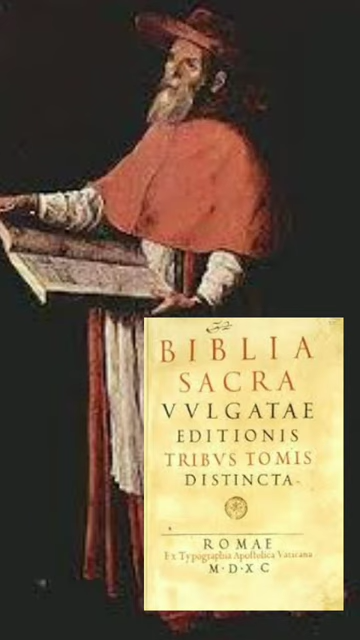 BIBLIA
SACRA
VVLGATAE
EDITIONIS
TRIBVS TOMIS
DISTINCTA
ROMAE
Ex Typographia Apostolica Vaticana
M·D·XC